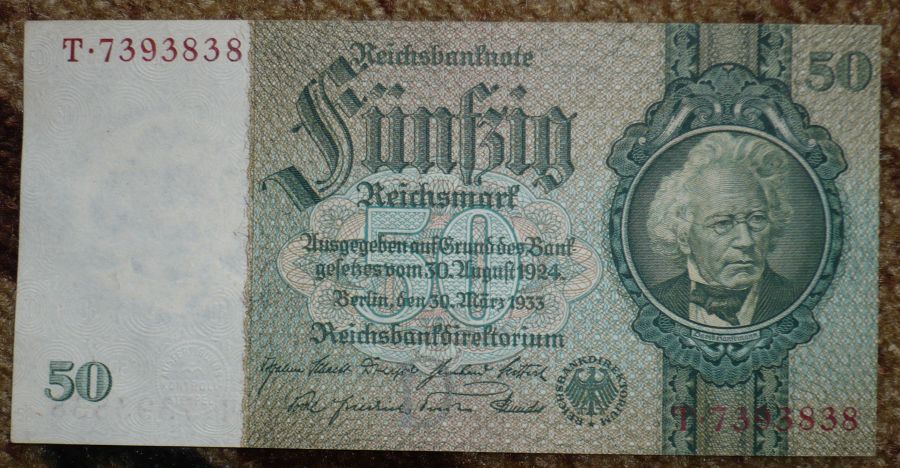 T·7393838
Reichsbanknote
50
Fünfzig
Reichsmark
50
Ausgegeben auf Grund des Bank
gesetzes vom 30. August 1924.
Berlin, den 30. März 1933
Reichsbankdirektorium
REICHSBANKDIREKTORIUM
50
T·7393838